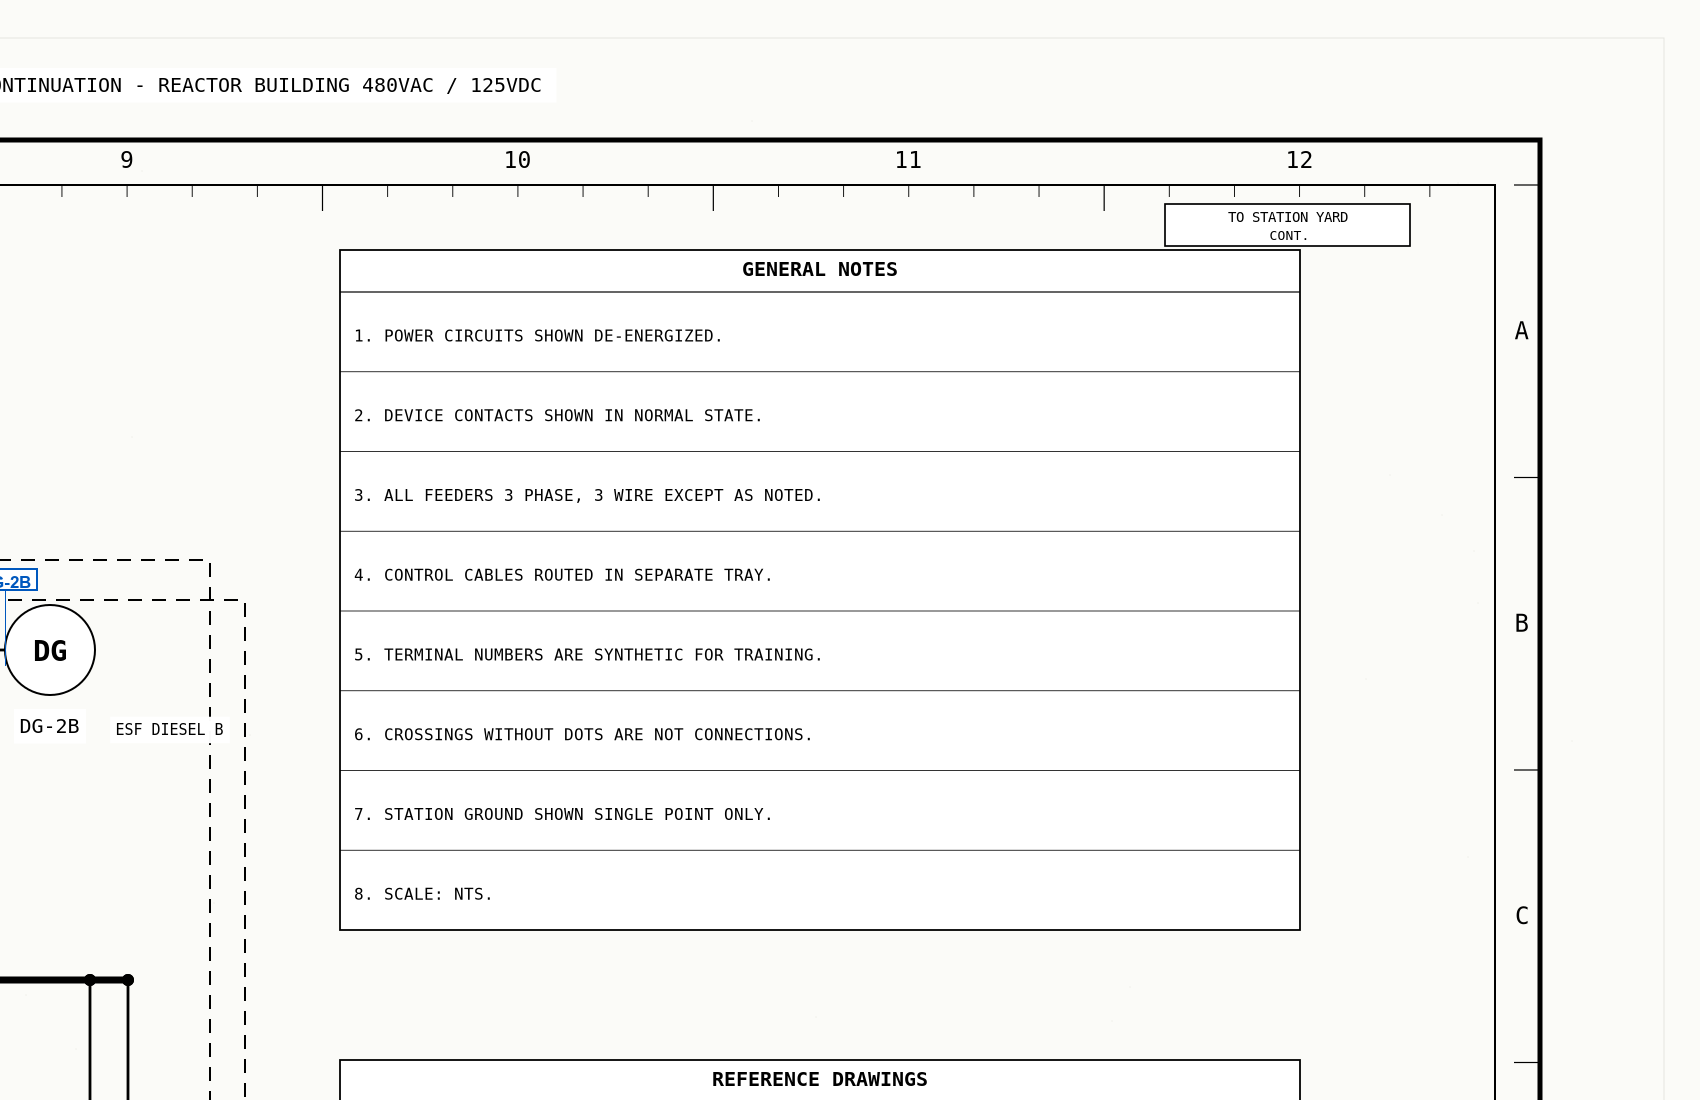 ONTINUATION - REACTOR BUILDING 480VAC / 125VDC
9 10 11 12
TO STATION YARD
CONT.
GENERAL NOTES
1. POWER CIRCUITS SHOWN DE-ENERGIZED.
A
2. DEVICE CONTACTS SHOWN IN NORMAL STATE.
3. ALL FEEDERS 3 PHASE, 3 WIRE EXCEPT AS NOTED.
4. CONTROL CABLES ROUTED IN SEPARATE TRAY.
G-2B
B
DG
5. TERMINAL NUMBERS ARE SYNTHETIC FOR TRAINING.
DG-2B
ESF DIESEL B
6. CROSSINGS WITHOUT DOTS ARE NOT CONNECTIONS.
7. STATION GROUND SHOWN SINGLE POINT ONLY.
8. SCALE: NTS.
C
REFERENCE DRAWINGS